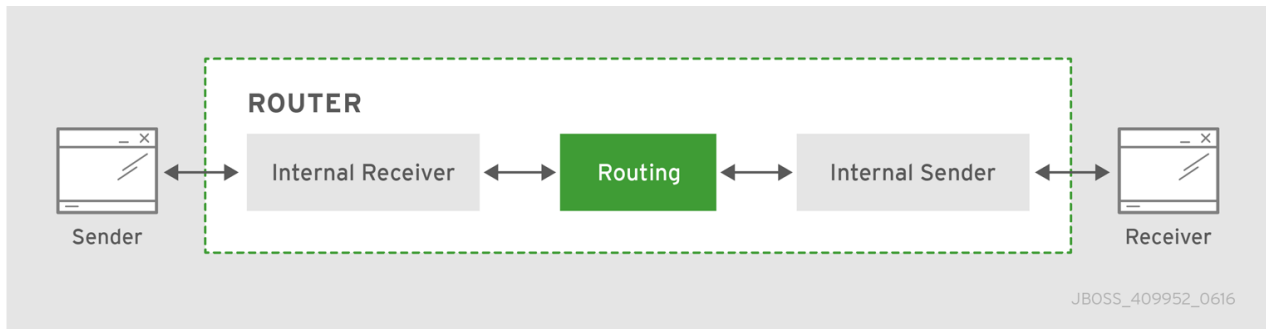 ROUTER
Internal Receiver
Routing
Internal Sender
Sender
Receiver
JBOSS_409952_0616